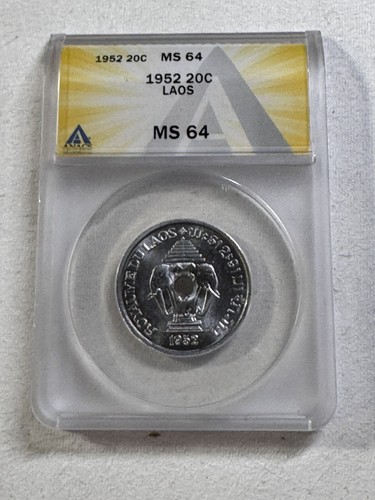 1952 20C MS 64
1952 20C
LAOS
MS 64
ANACS
ROYAUME DU LAOS
1952